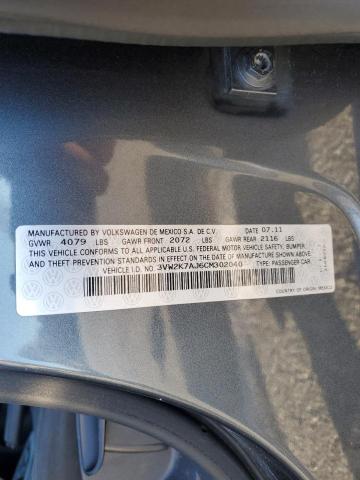 MANUFACTURED BY VOLKSWAGEN DE MEXICO S.A. DE C.V. DATE 07.11
GVWR 4079 LBS GAWR FRONT 2072 LBS GAWR REAR 2116 LBS
THIS VEHICLE CONFORMS TO ALL APPLICABLE U.S. FEDERAL MOTOR VEHICLE SAFETY, BUMPER,
AND THEFT PREVENTION STANDARDS IN EFFECT ON THE DATE OF MANUFACTURE SHOWN ABOVE.
VEHICLE I.D. NO. 3VW2K7AJ6CM302040 TYPE: PASSENGER CAR
COUNTRY OF ORIGIN: MEXICO